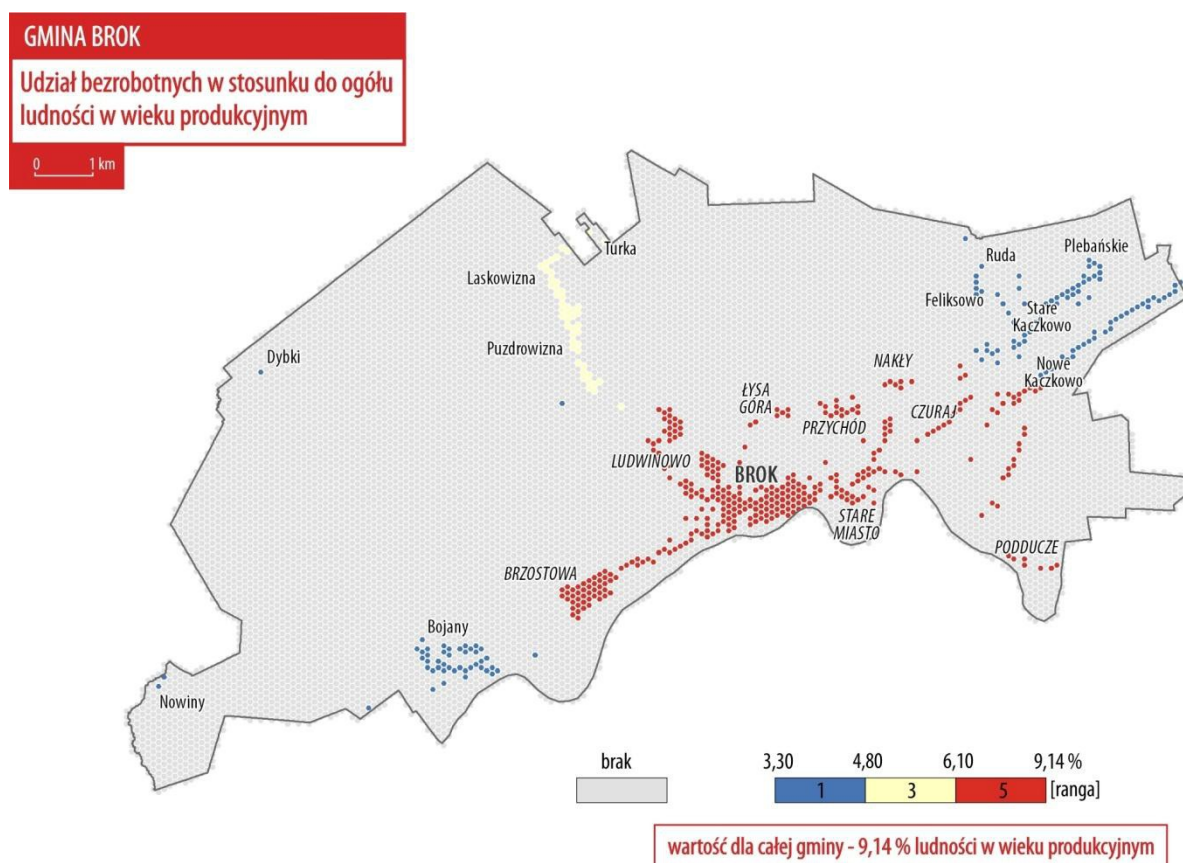 GMINA BROK
Udział bezrobotnych w stosunku do ogółu
ludności w wieku produkcyjnym
0 1 km
Turka
Ruda
Plebańskie
Laskowizna
Feliksowo
Stare
Kaczkowo
Puzdrowizna
Dybki
NAKŁY
Nowe
Kaczkowo
ŁYSA
GÓRA
CZURAJ
PRZYCHÓD
LUDWINOWO
BROK
STARE
MIASTO
PODDUCZE
BRZOSTOWA
Bojany
Nowiny
brak
3,30 4,80 6,10 9,14 %
1 3 5 [ranga]
wartość dla całej gminy - 9,14 % ludności w wieku produkcyjnym